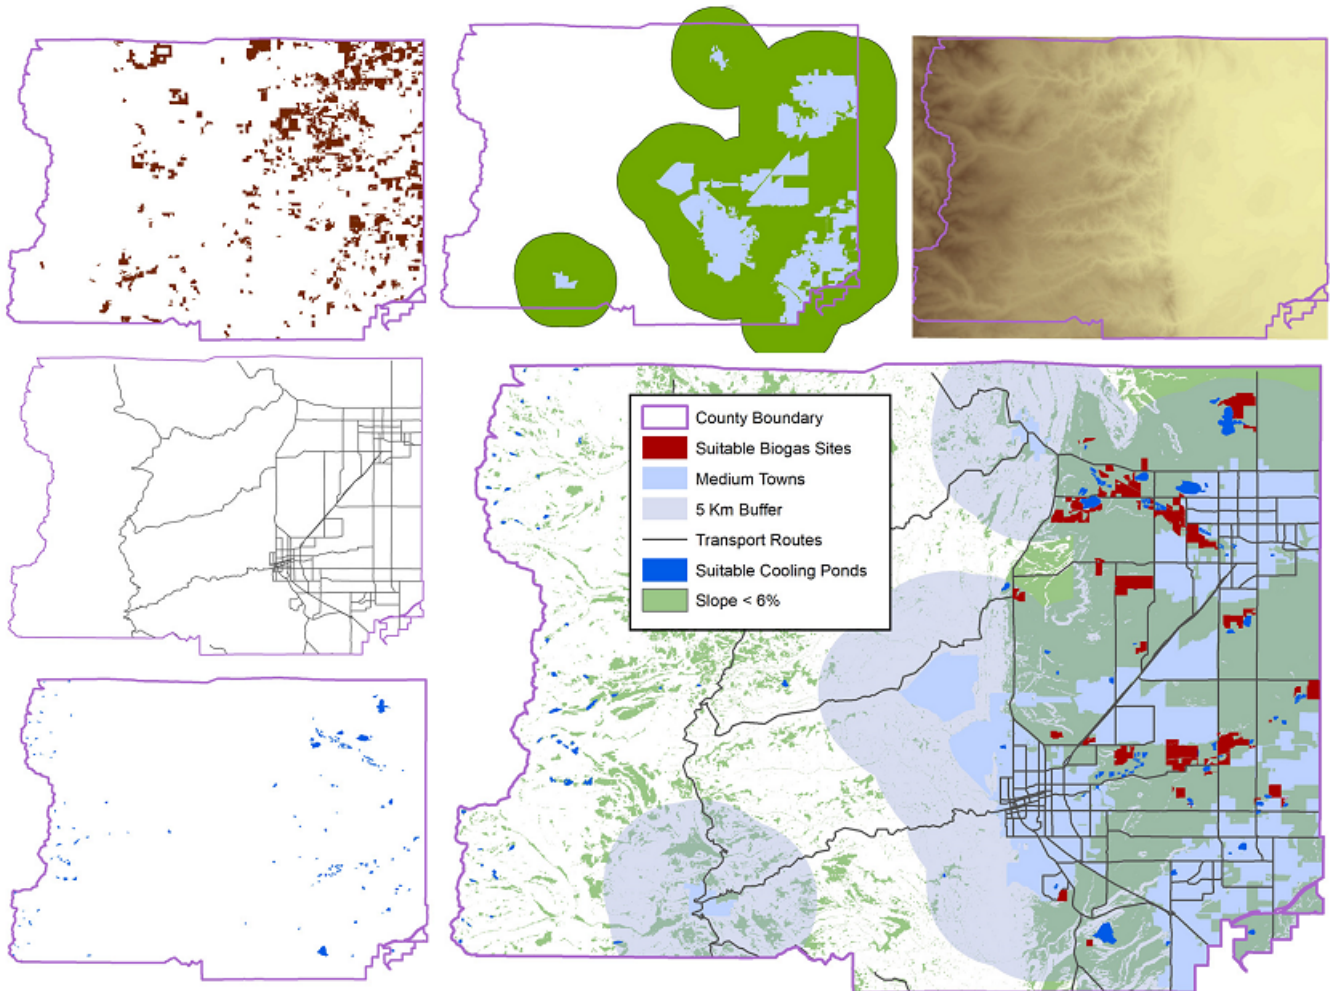 County Boundary
Suitable Biogas Sites
Medium Towns
5 Km Buffer
Transport Routes
Suitable Cooling Ponds
Slope < 6%